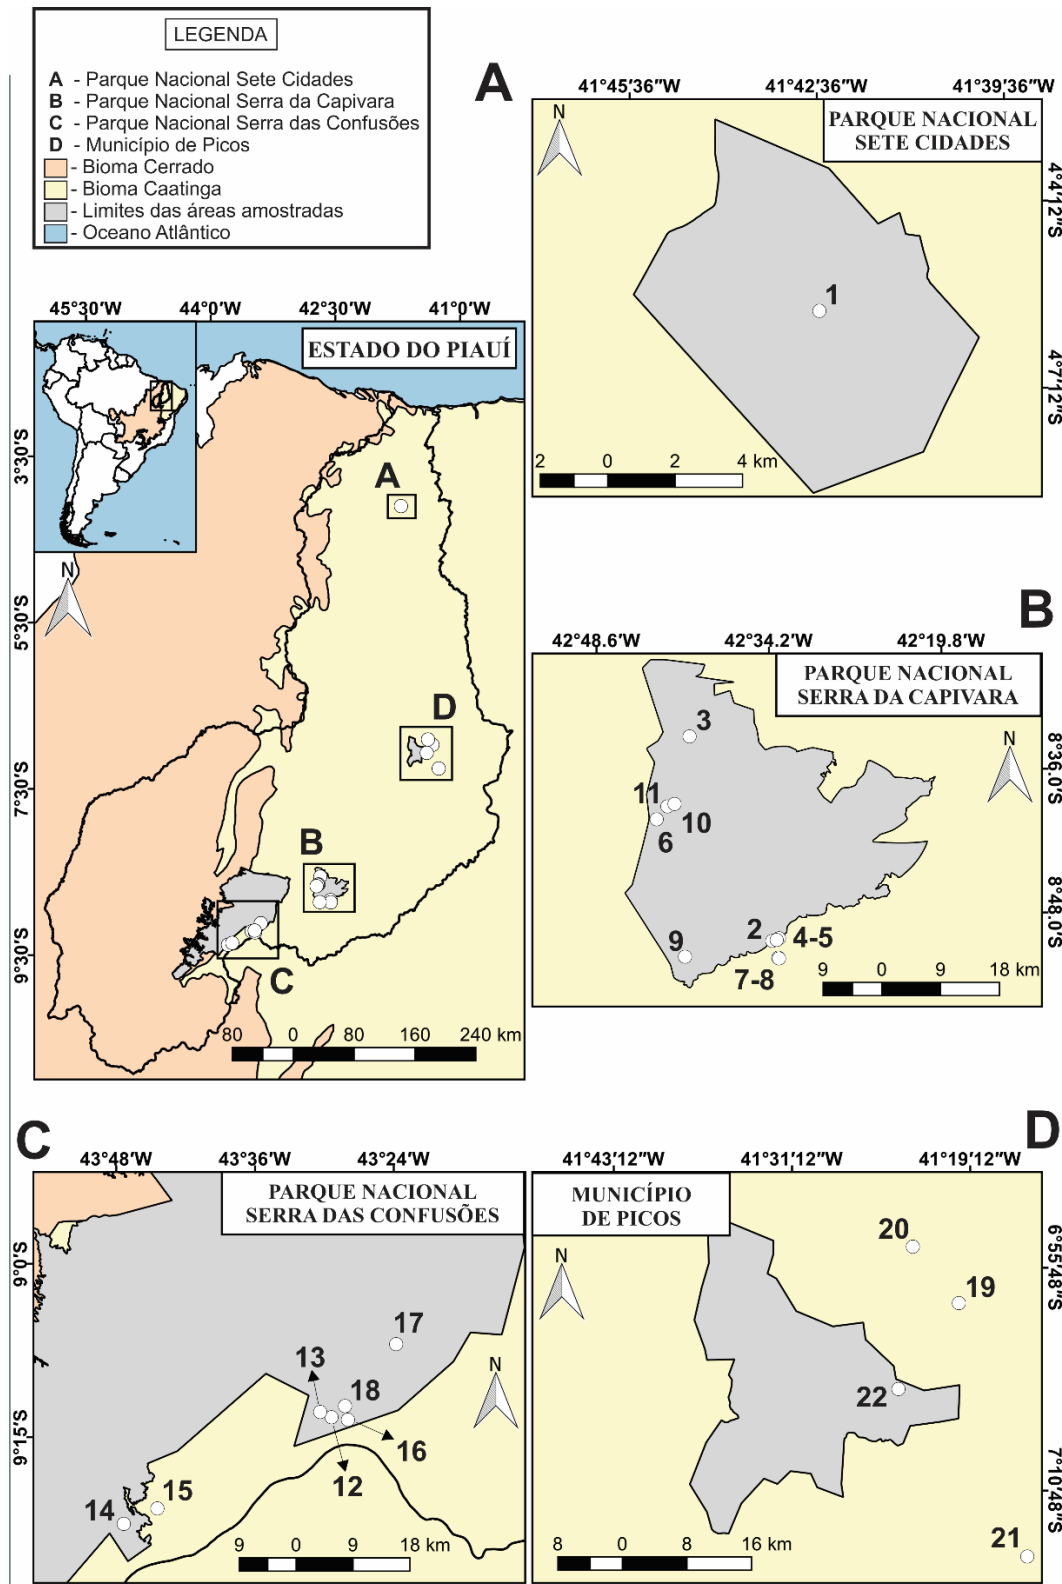 LEGENDA
A - Parque Nacional Sete Cidades
B - Parque Nacional Serra da Capivara
C - Parque Nacional Serra das Confusões
D - Município de Picos
- Bioma Cerrado
- Bioma Caatinga
- Limites das áreas amostradas
- Oceano Atlântico
45°30'W 44°0'W 42°30'W 41°0'W
ESTADO DO PIAUÍ
3°30'S
5°30'S
7°30'S
9°30'S
N
A
D
B
C
80 0 80 160 240 km
A
41°45'36"W 41°42'36"W 41°39'36"W
PARQUE NACIONAL
SETE CIDADES
N
4°4'12"S
4°7'12"S
1
2 0 2 4 km
B
42°48.6'W 42°34.2'W 42°19.8'W
PARQUE NACIONAL
SERRA DA CAPIVARA
N
8°36.0'S
8°48.0'S
3
11
10
6
2
4-5
9
7-8
9 0 9 18 km
C
43°48'W 43°36'W 43°24'W
PARQUE NACIONAL
SERRA DAS CONFUSÕES
9°0'S
9°15'S
N
17
13
18
16
12
15
14
9 0 9 18 km
D
41°43'12"W 41°31'12"W 41°19'12"W
MUNICÍPIO
DE PICOS
N
6°55'48"S
7°10'48"S
20
19
22
21
8 0 8 16 km